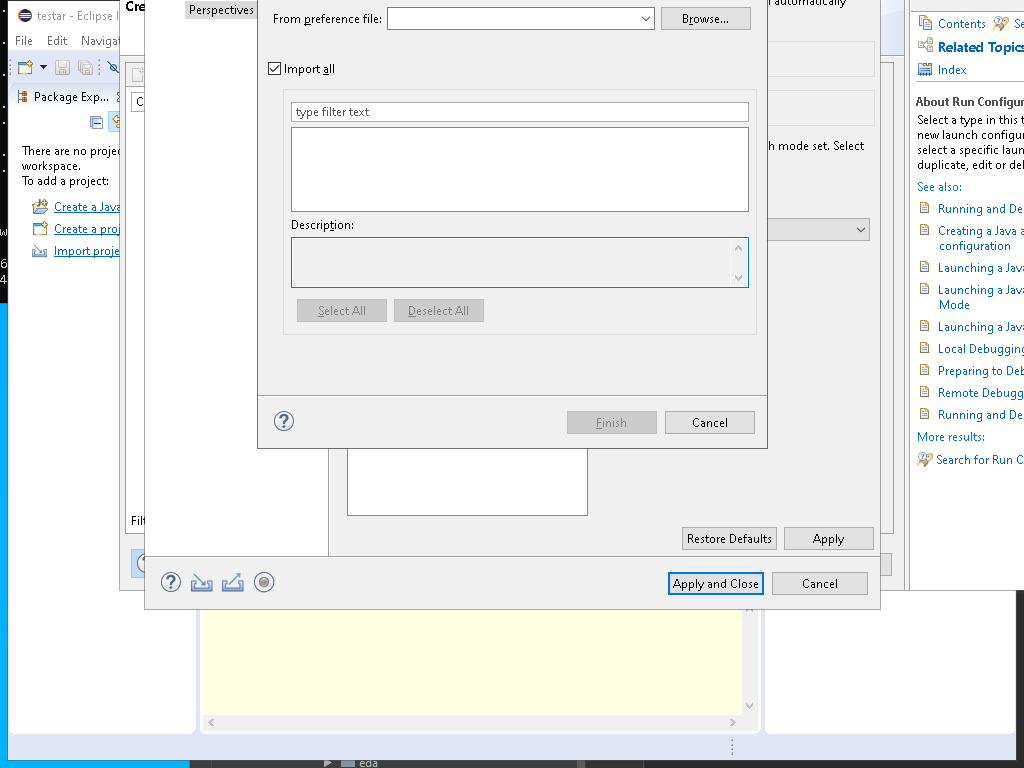 testar - Eclipse I
File Edit Navigat
Package Exp...
There are no proje
workspace.
To add a project:
Create a Java
Create a proj
Import proje
Cre
C
Filt
Perspectives
From preference file:
Browse...
Import all
type filter text
Description:
Select All
Deselect All
Finish
Cancel
automatically
h mode set. Select
Restore Defaults
Apply
Apply and Close
Cancel
Contents
Se
Related Topics
Index
About Run Configur
Select a type in this t
new launch configur
select a specific laun
duplicate, edit or del
See also:
Running and De
Creating a Java a
configuration
Launching a Java
Launching a Java
Mode
Launching a Java
Local Debugging
Preparing to Deb
Remote Debugg
Running and De
More results:
Search for Run C
eda